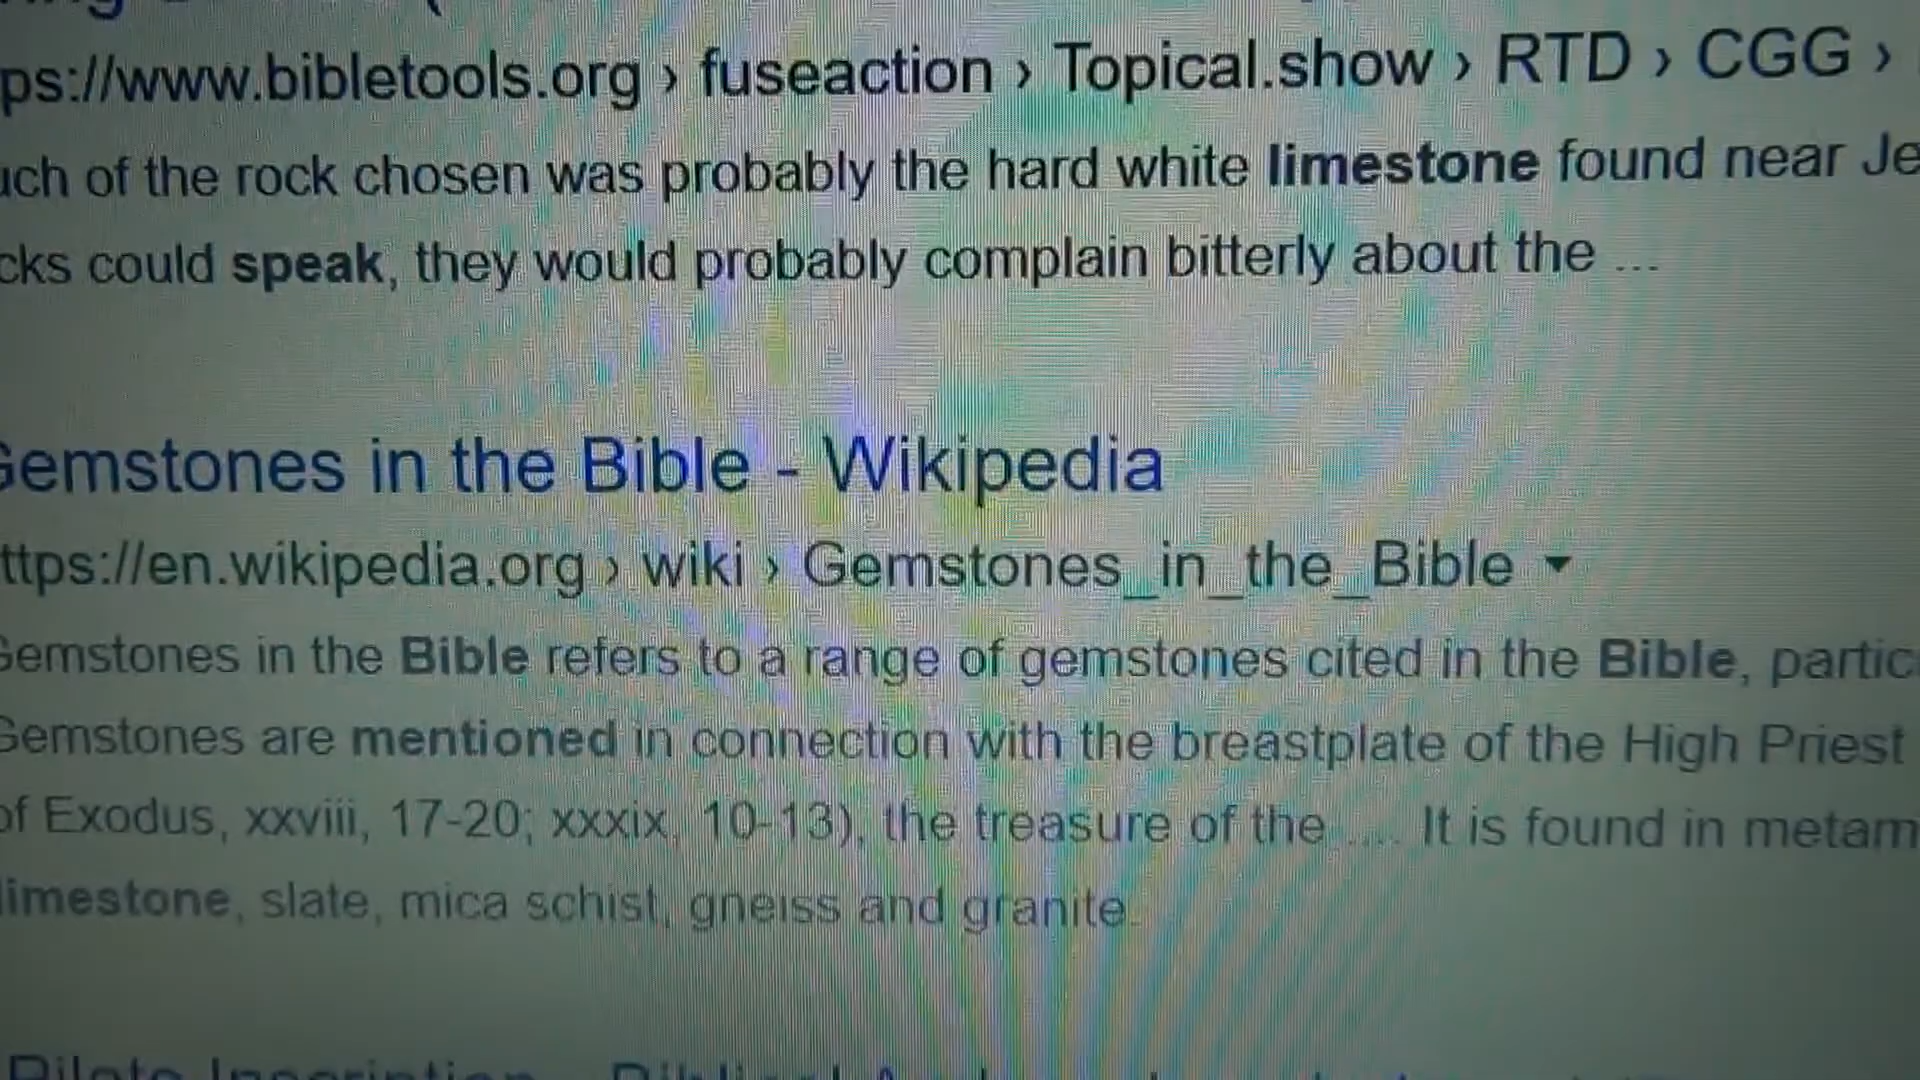 ps://www.bibletools.org › fuseaction › Topical.show › RTD › CGG ›
uch of the rock chosen was probably the hard white limestone found near Je
cks could speak, they would probably complain bitterly about the ...
Gemstones in the Bible - Wikipedia
ttps://en.wikipedia.org › wiki › Gemstones_in_the_Bible ▾
Gemstones in the Bible refers to a range of gemstones cited in the Bible, partic
Gemstones are mentioned in connection with the breastplate of the High Priest
of Exodus, xxviii, 17-20; xxxix, 10-13), the treasure of the .... It is found in metam
limestone, slate, mica schist, gneiss and granite.
Pilate Inscription - Biblical